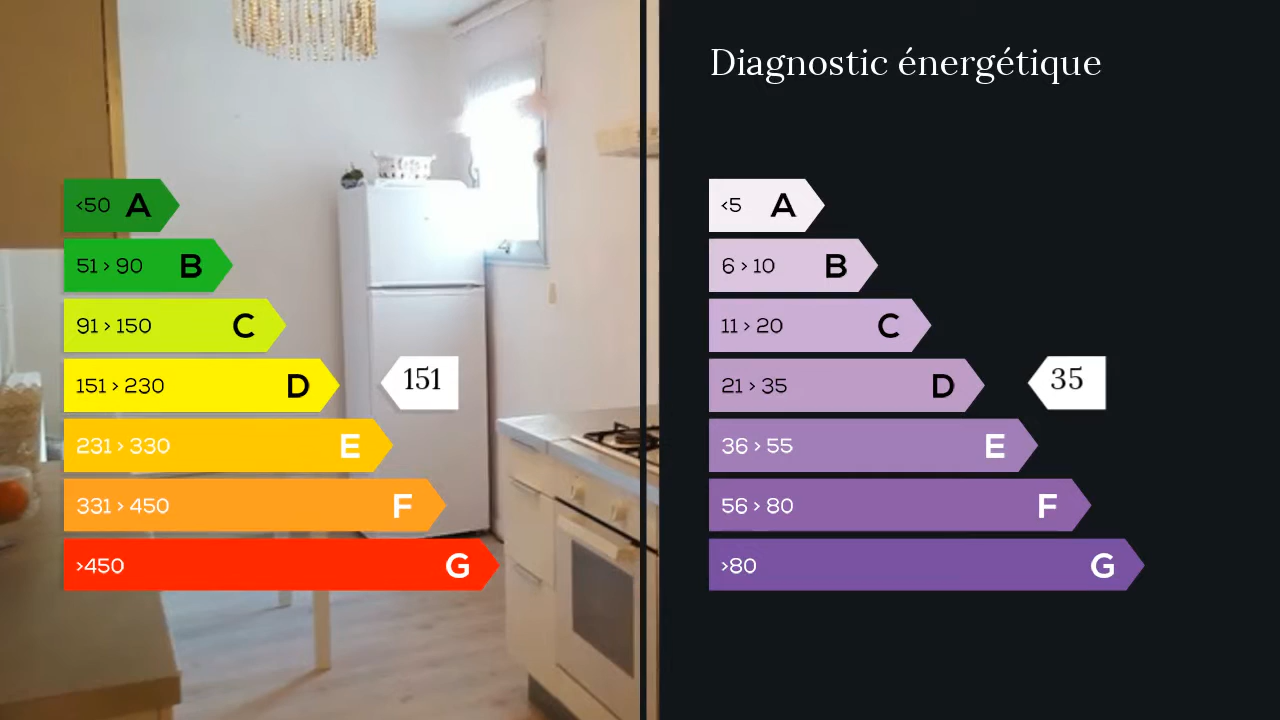 Diagnostic énergétique
<50 A
51 > 90 B
91 > 150 C
151 > 230 D
151
231 > 330 E
331 > 450 F
>450 G
<5 A
6 > 10 B
11 > 20 C
21 > 35 D
35
36 > 55 E
56 > 80 F
>80 G